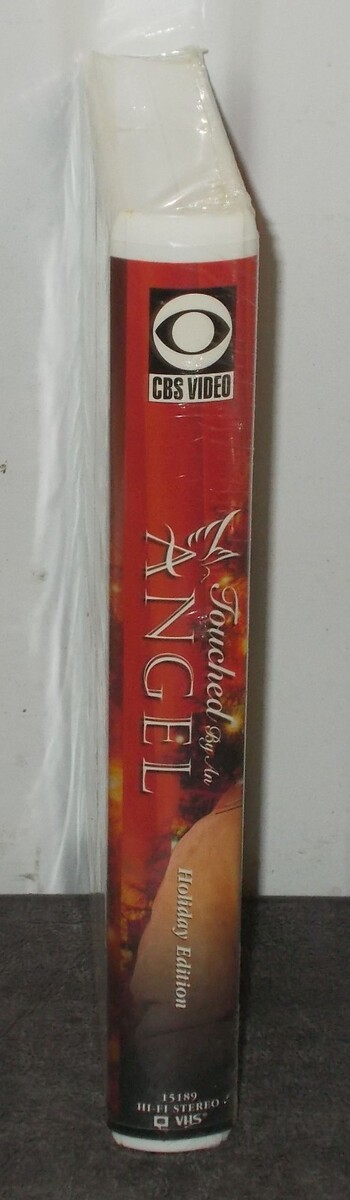 CBS VIDEO
Touched By An
ANGEL
Holiday Edition
15189
HI-FI STEREO
VHS